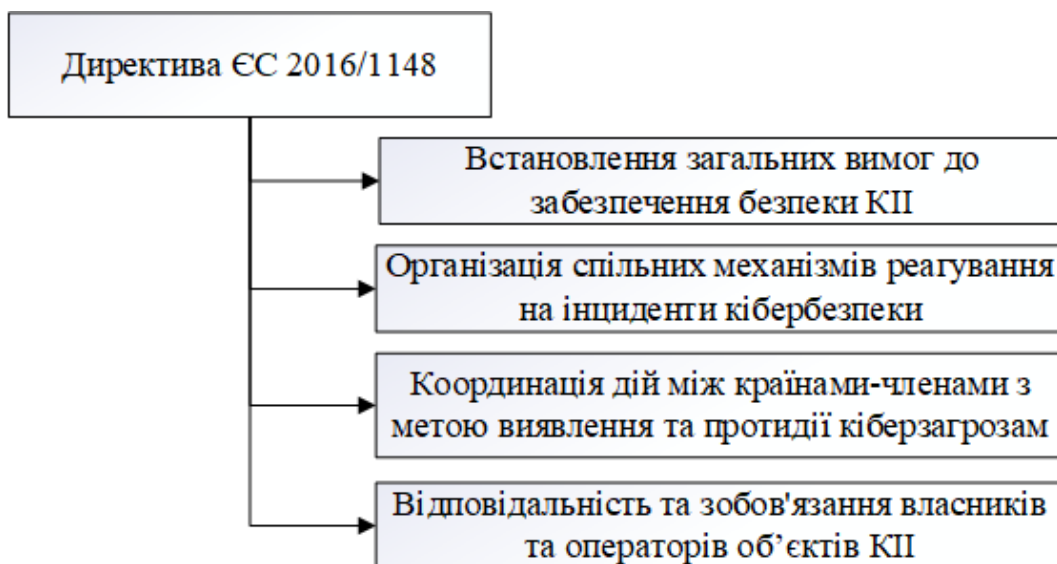 Директива ЄС 2016/1148
Встановлення загальних вимог до
забезпечення безпеки КІІ
Організація спільних механізмів реагування
на інциденти кібербезпеки
Координація дій між країнами-членами з
метою виявлення та протидії кіберзагрозам
Відповідальність та зобов'язання власників
та операторів об’єктів КІІ